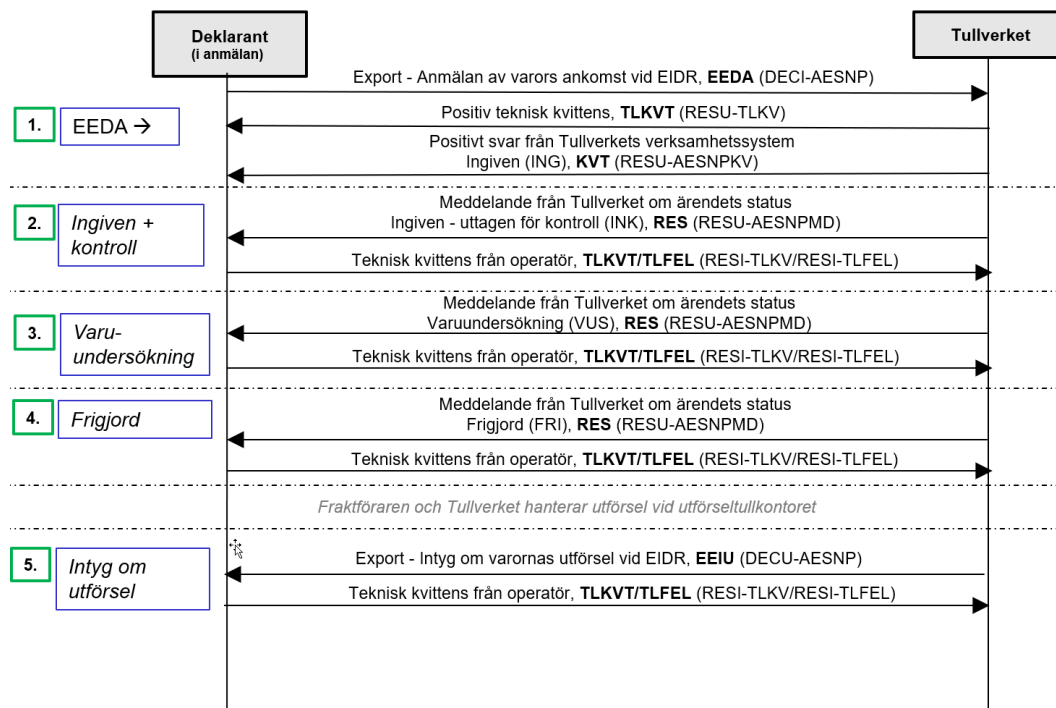 Deklarant
(i anmälan)
Tullverket
Export - Anmälan av varors ankomst vid EIDR, EEDA (DECI-AESNP)
1.
EEDA →
Positiv teknisk kvittens, TLKVT (RESU-TLKV)
Positivt svar från Tullverkets verksamhetssystem
Ingiven (ING), KVT (RESU-AESNPKV)
2.
Ingiven +
kontroll
Meddelande från Tullverket om ärendets status
Ingiven - uttagen för kontroll (INK), RES (RESU-AESNPMD)
Teknisk kvittens från operatör, TLKVT/TLFEL (RESI-TLKV/RESI-TLFEL)
3.
Varu-
undersökning
Meddelande från Tullverket om ärendets status
Varuundersökning (VUS), RES (RESU-AESNPMD)
Teknisk kvittens från operatör, TLKVT/TLFEL (RESI-TLKV/RESI-TLFEL)
4.
Frigjord
Meddelande från Tullverket om ärendets status
Frigjord (FRI), RES (RESU-AESNPMD)
Teknisk kvittens från operatör, TLKVT/TLFEL (RESI-TLKV/RESI-TLFEL)
Fraktföraren och Tullverket hanterar utförsel vid utförseltullkontoret
5.
Intyg om
utförsel
Export - Intyg om varornas utförsel vid EIDR, EEIU (DECU-AESNP)
Teknisk kvittens från operatör, TLKVT/TLFEL (RESI-TLKV/RESI-TLFEL)